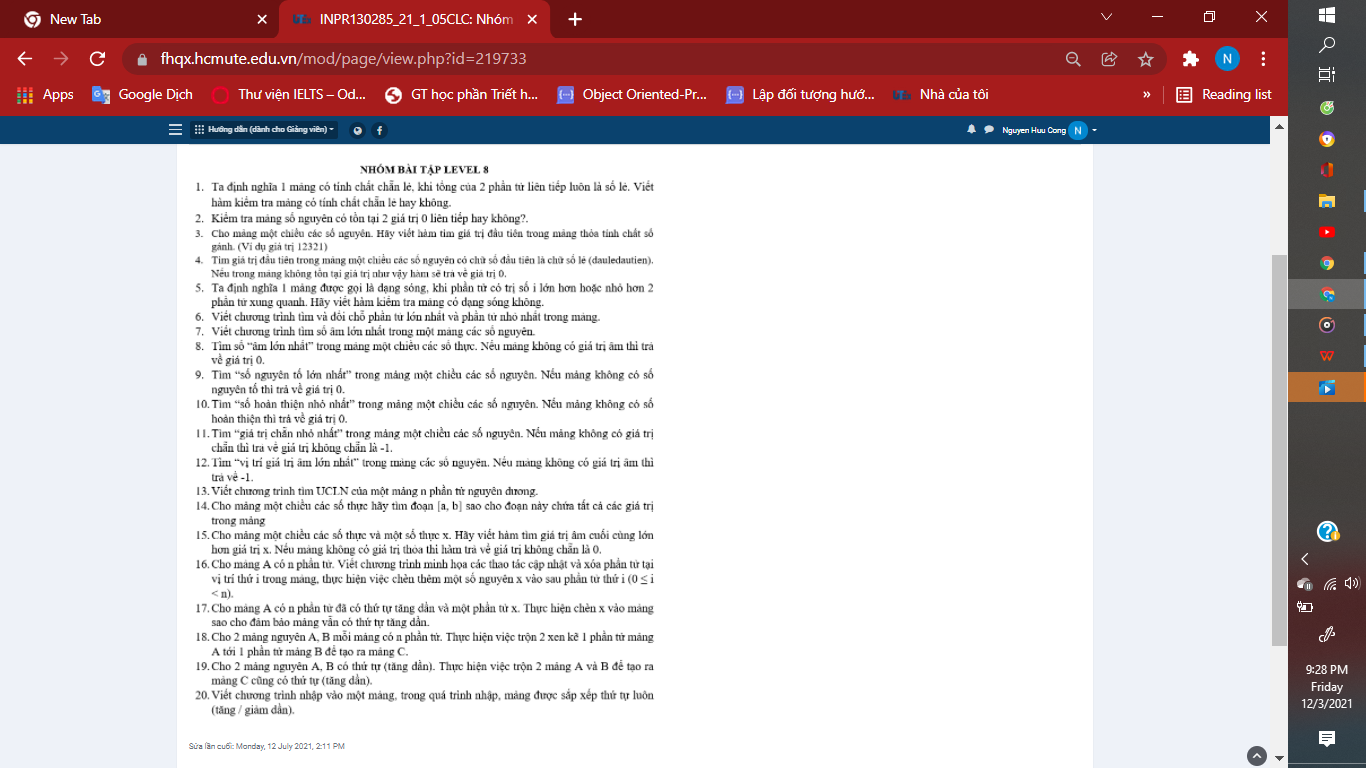 New Tab
INPR130285_21_1_05CLC: Nhóm
fhqx.hcmute.edu.vn/mod/page/view.php?id=219733
N
Apps
Google Dịch
Thư viện IELTS – Od...
GT học phần Triết h...
Object Oriented-Pr...
Lập đối tượng hướ...
Nhà của tôi
»
Reading list
Hướng dẫn (dành cho Giảng viên)
Nguyen Huu Cong
N
NHÓM BÀI TẬP LEVEL 8
1. Ta định nghĩa 1 mảng có tính chất chẵn lẻ, khi tổng của 2 phần tử liên tiếp luôn là số lẻ. Viết
hàm kiểm tra mảng có tính chất chẵn lẻ hay không.
2. Kiểm tra mảng số nguyên có tồn tại 2 giá trị 0 liên tiếp hay không?.
3. Cho mảng một chiều các số nguyên. Hãy viết hàm tìm giá trị đầu tiên trong mảng thỏa tính chất số
gánh. (Ví dụ giá trị 12321)
4. Tìm giá trị đầu tiên trong mảng một chiều các số nguyên có chữ số đầu tiên là chữ số lẻ (dauledautien).
Nếu trong mảng không tồn tại giá trị như vậy hàm sẽ trả về giá trị 0.
5. Ta định nghĩa 1 mảng được gọi là dạng sóng, khi phần tử có trị số i lớn hơn hoặc nhỏ hơn 2
phần tử xung quanh. Hãy viết hàm kiểm tra mảng có dạng sóng không.
6. Viết chương trình tìm và đổi chỗ phần tử lớn nhất và phần tử nhỏ nhất trong mảng.
7. Viết chương trình tìm số âm lớn nhất trong một mảng các số nguyên.
8. Tìm số “âm lớn nhất” trong mảng một chiều các số thực. Nếu mảng không có giá trị âm thì trả
về giá trị 0.
9. Tìm “số nguyên tố lớn nhất” trong mảng một chiều các số nguyên. Nếu mảng không có số
nguyên tố thì trả về giá trị 0.
10. Tìm “số hoàn thiện nhỏ nhất” trong mảng một chiều các số nguyên. Nếu mảng không có số
hoàn thiện thì trả về giá trị 0.
11. Tìm “giá trị chẵn nhỏ nhất” trong mảng một chiều các số nguyên. Nếu mảng không có giá trị
chẵn thì trả về giá trị không chẵn là -1.
12. Tìm “vị trí giá trị âm lớn nhất” trong mảng các số nguyên. Nếu mảng không có giá trị âm thì
trả về -1.
13. Viết chương trình tìm UCLN của một mảng n phần tử nguyên dương.
14. Cho mảng một chiều các số thực hãy tìm đoạn [a, b] sao cho đoạn này chứa tất cả các giá trị
trong mảng
15. Cho mảng một chiều các số thực và một số thực x. Hãy viết hàm tìm giá trị âm cuối cùng lớn
hơn giá trị x. Nếu mảng không có giá trị thỏa thì hàm trả về giá trị không chẵn là 0.
16. Cho mảng A có n phần tử. Viết chương trình minh họa các thao tác cập nhật và xóa phần tử tại
vị trí thứ i trong mảng, thực hiện việc chèn thêm một số nguyên x vào sau phần tử thứ i (0 ≤ i
< n).
17. Cho mảng A có n phần tử đã có thứ tự tăng dần và một phần tử x. Thực hiện chèn x vào mảng
sao cho đảm bảo mảng vẫn có thứ tự tăng dần.
18. Cho 2 mảng nguyên A, B mỗi mảng có n phần tử. Thực hiện việc trộn 2 xen kẽ 1 phần tử mảng
A tới 1 phần tử mảng B để tạo ra mảng C.
19. Cho 2 mảng nguyên A, B có thứ tự (tăng dần). Thực hiện việc trộn 2 mảng A và B để tạo ra
mảng C cũng có thứ tự (tăng dần).
20. Viết chương trình nhập vào một mảng, trong quá trình nhập, mảng được sắp xếp thứ tự luôn
(tăng / giảm dần).
Sửa lần cuối: Monday, 12 July 2021, 2:11 PM
9:28 PM
Friday
12/3/2021